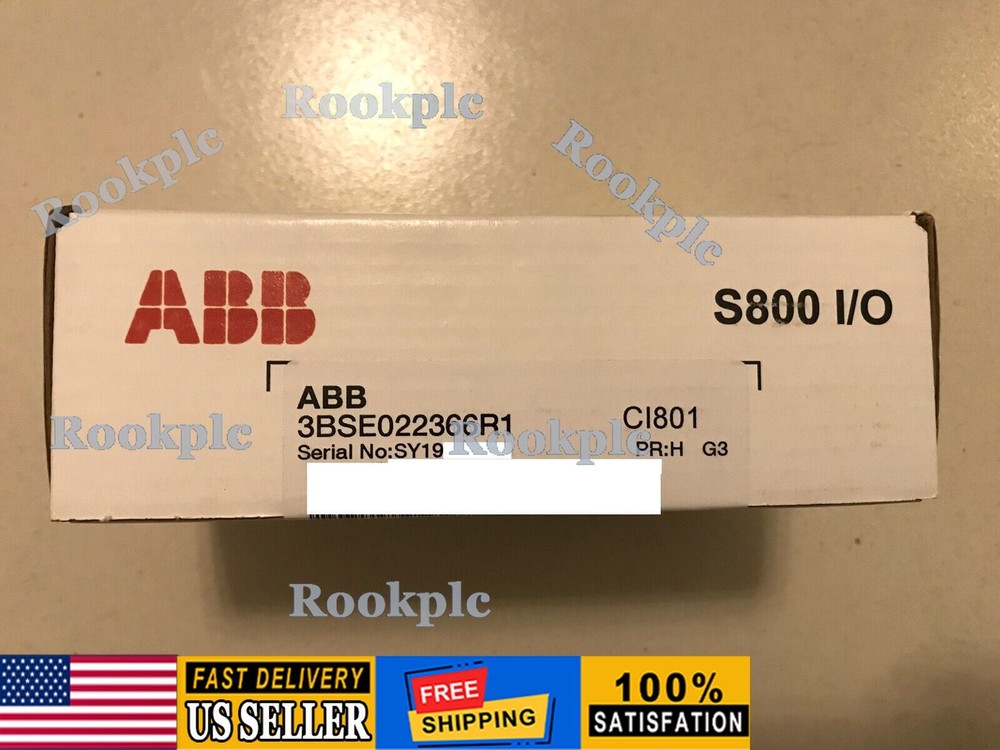 Rookplc
Rookplc
Rookplc
ABB
S800 I/O
ABB
3BSE022366R1 CI801
Serial No:SY19 PR:H G3
Rookplc
Rookplc
Rookplc
FAST DELIVERY
US SELLER
FREE
SHIPPING
100%
SATISFATION